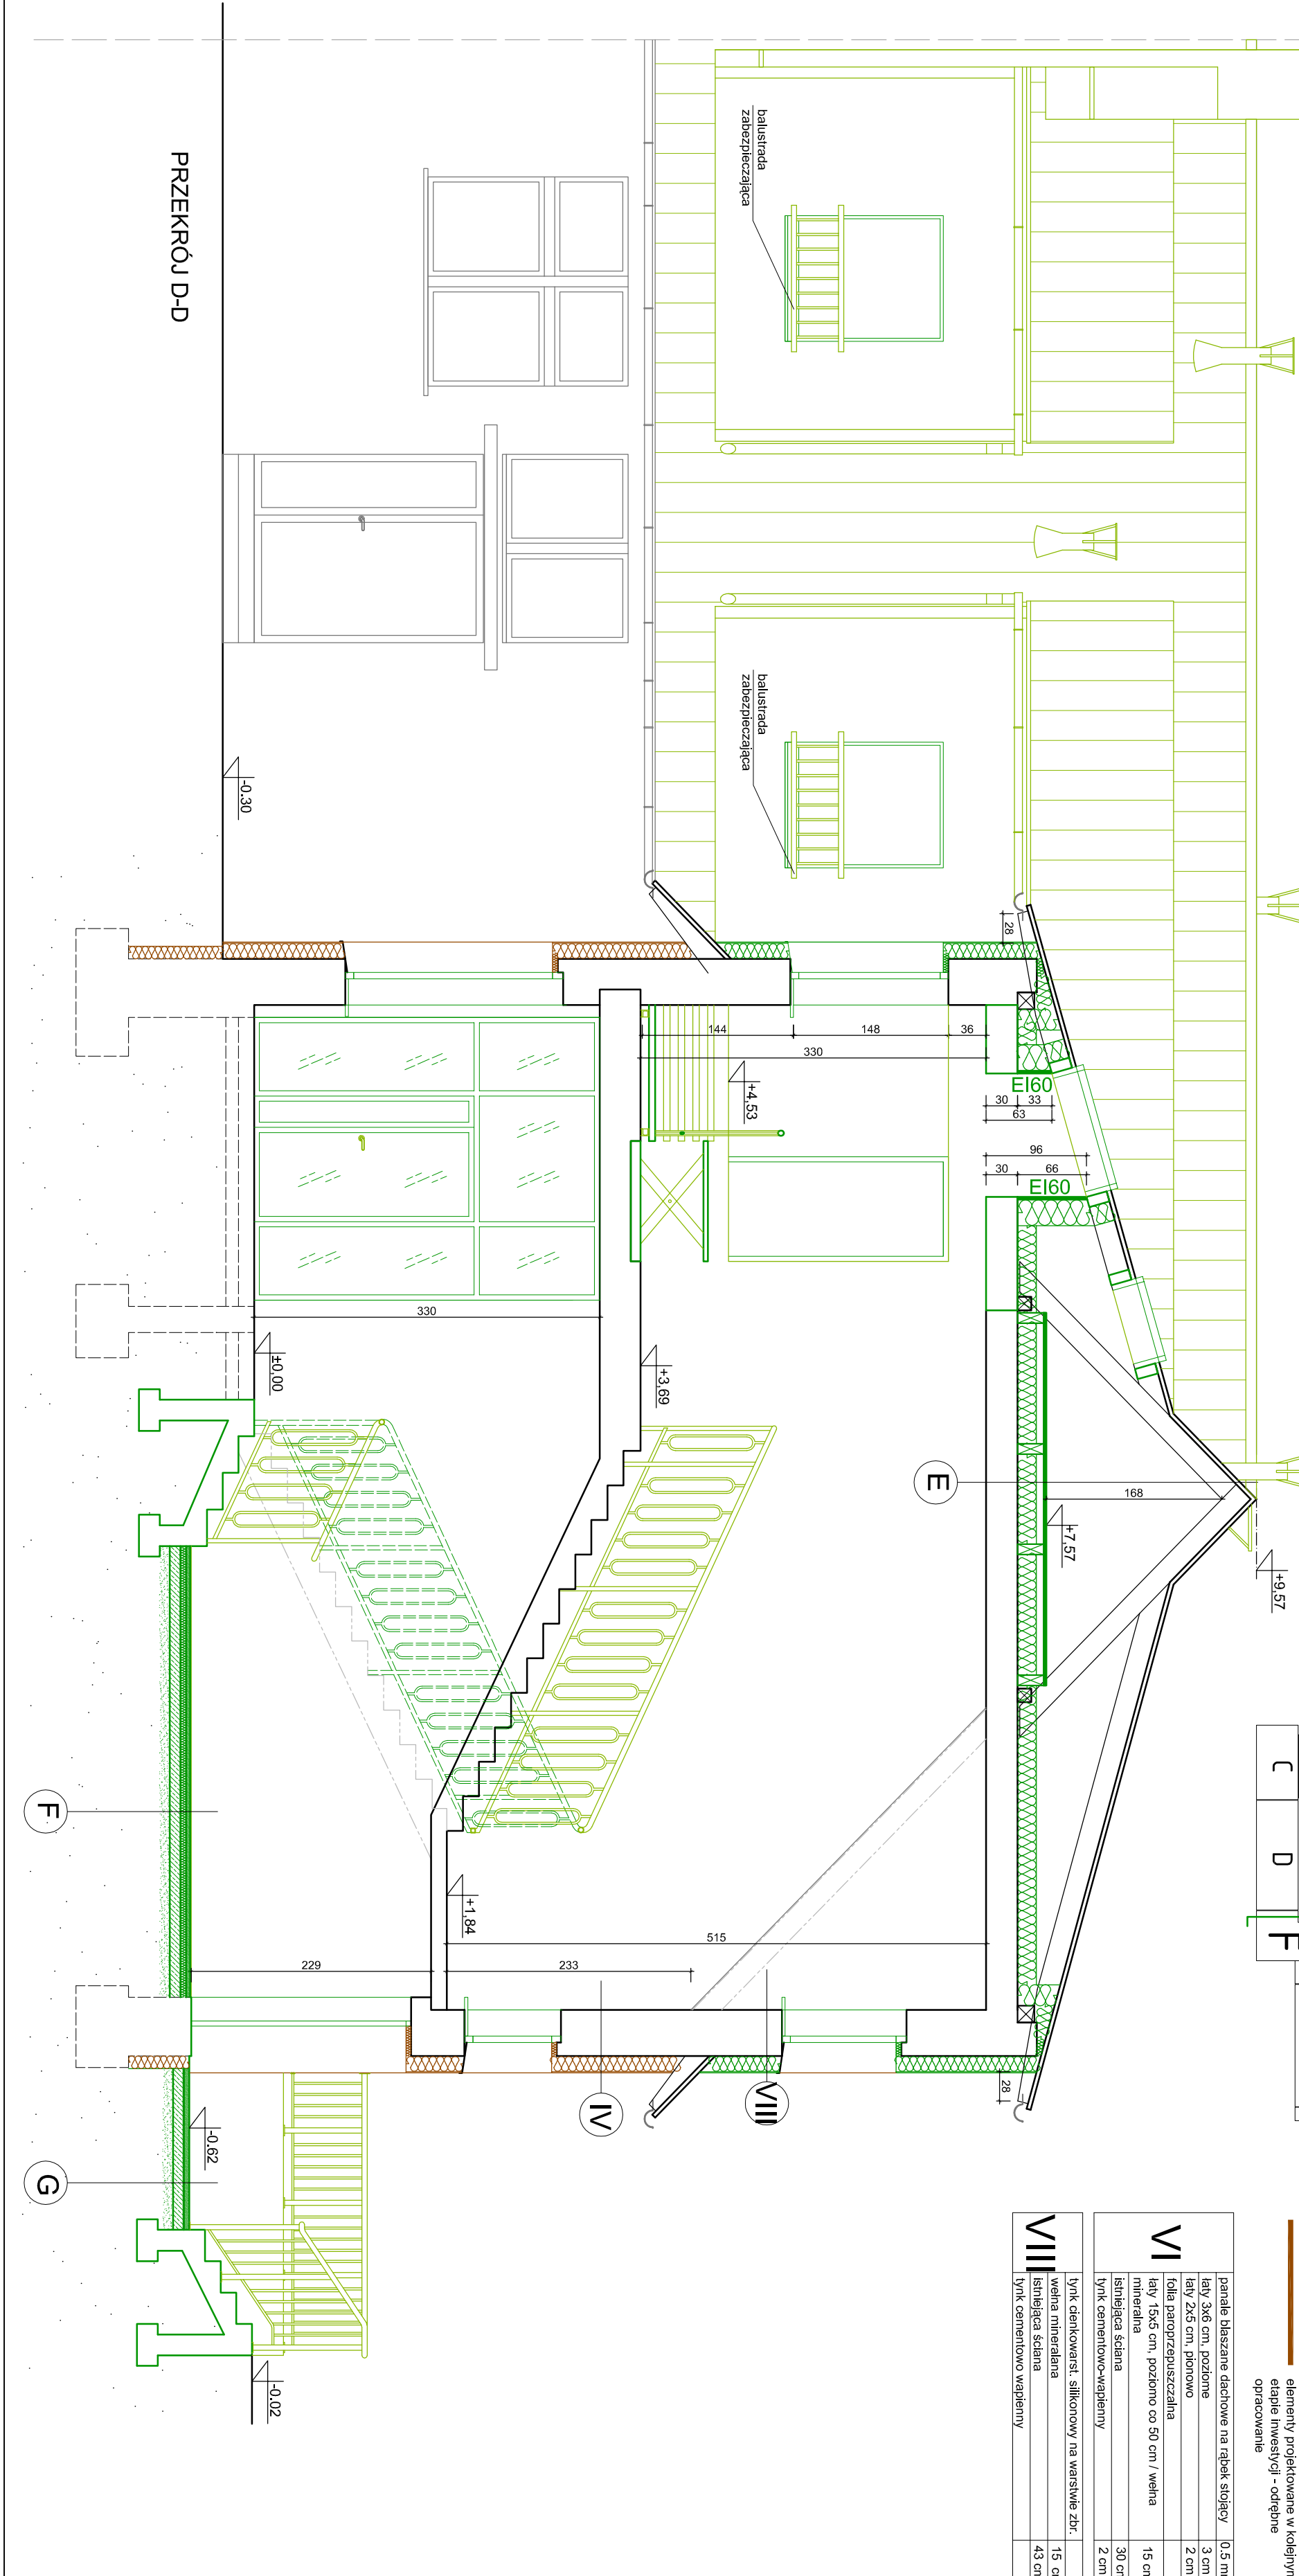 PRZEKRÓJ D-D
balustrada
zabezpieczająca
balustrada
zabezpieczająca
-0.30
28
144
148
36
330
+4,53
EI60
30
33
63
96
30
66
EI60
330
±0,00
+3,69
E
168
+7,57
+9,57
C
D
F
F
+1,84
515
229
233
28
VIII
IV
-0.62
G
-0.02
elementy projektowane w kolejnym
etapie inwestycji - odrębne
opracowanie
VI
panale blaszane dachowe na rąbek stojący
0.5 m
łaty 3x6 cm, poziome
3 cm
łaty 2x5 cm, pionowo
2 cm
folia paroprzepuszczalna
łaty 15x5 cm, poziomo co 50 cm / wełna
mineralna
15 cm
istniejąca ściana
30 cm
tynk cementowo-wapienny
2 cm
VIII
tynk cienkowarst. silikonowy na warstwie zbr.
wełna mineralana
15 c
istniejąca ściana
43 cm
tynk cementowo wapienny